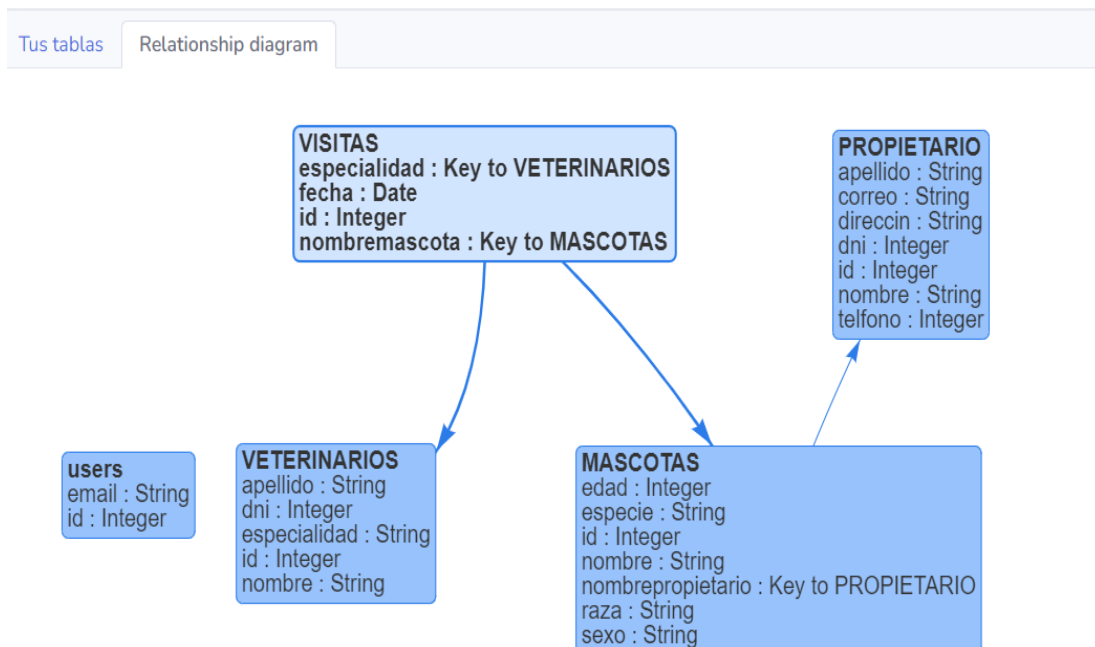 Tus tablas
Relationship diagram
VISITAS
especialidad : Key to VETERINARIOS
fecha : Date
id : Integer
nombremascota : Key to MASCOTAS
PROPIETARIO
apellido : String
correo : String
direccin : String
dni : Integer
id : Integer
nombre : String
telfono : Integer
users
email : String
id : Integer
VETERINARIOS
apellido : String
dni : Integer
especialidad : String
id : Integer
nombre : String
MASCOTAS
edad : Integer
especie : String
id : Integer
nombre : String
nombrepropietario : Key to PROPIETARIO
raza : String
sexo : String